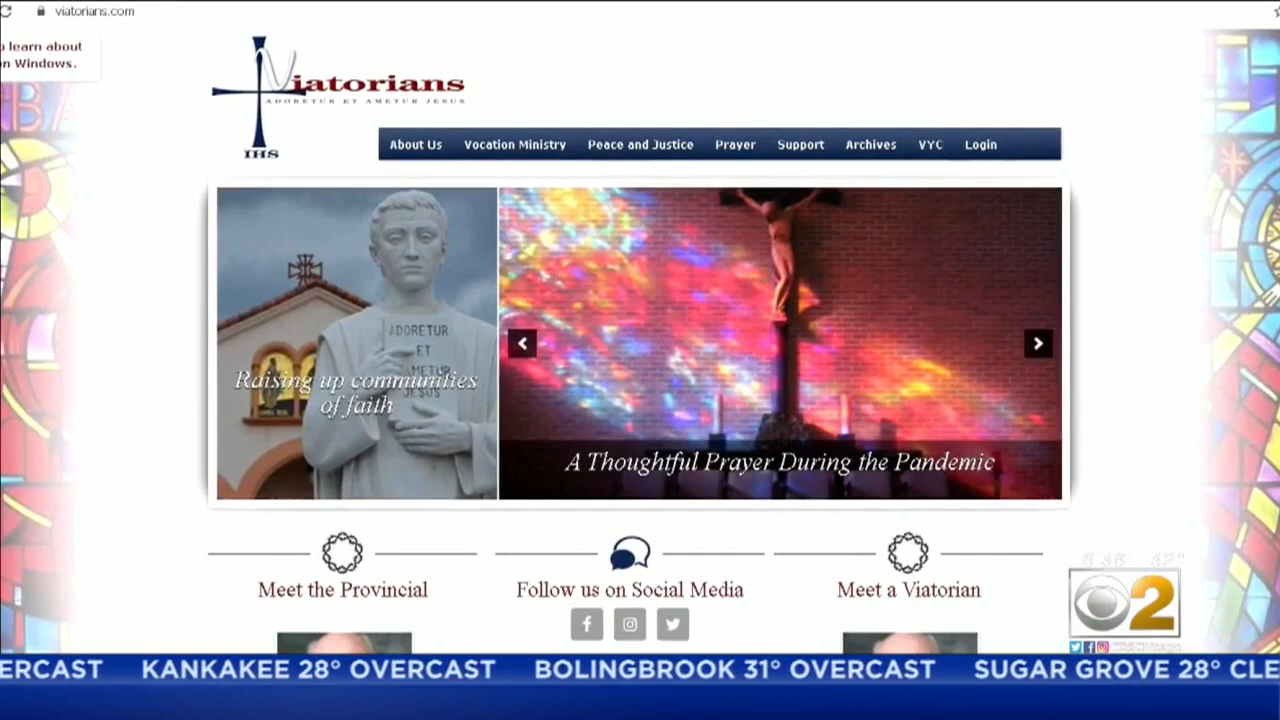 viatorians.com
o learn about
on Windows.
Viatorians
ADORETUR ET AMETUR JESUS
IHS
About Us Vocation Ministry Peace and Justice Prayer Support Archives VYC Login
ADORETUR
ET
AMETUR
JESUS
Raising up communities
of faith
A Thoughtful Prayer During the Pandemic
Meet the Provincial Follow us on Social Media Meet a Viatorian
2
ERCAST KANKAKEE 28° OVERCAST BOLINGBROOK 31° OVERCAST SUGAR GROVE 28° CLE